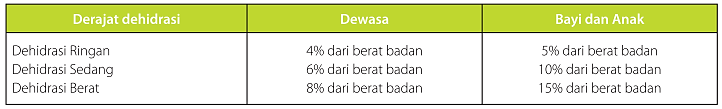 Derajat dehidrasi Dewasa Bayi dan Anak
Dehidrasi Ringan 4% dari berat badan 5% dari berat badan
Dehidrasi Sedang 6% dari berat badan 10% dari berat badan
Dehidrasi Berat 8% dari berat badan 15% dari berat badan